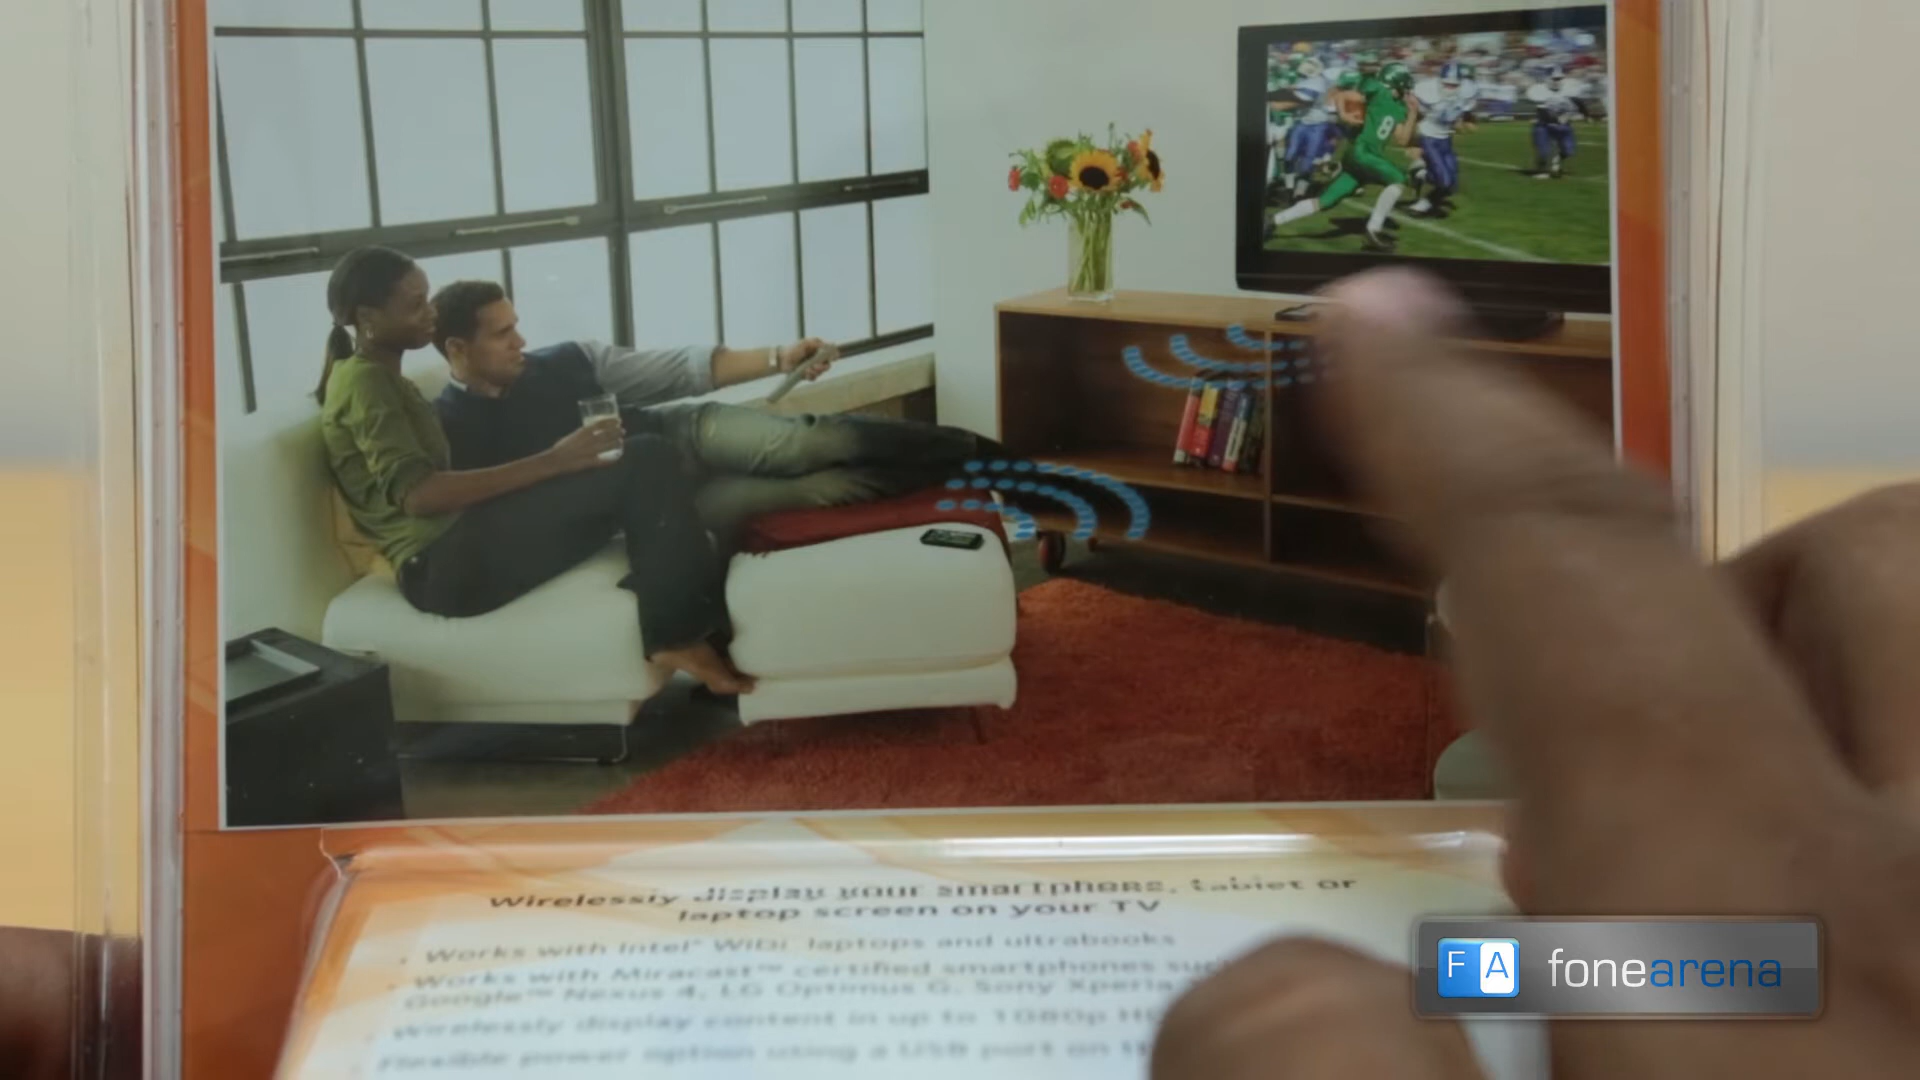 8
Wirelessly display your smartphone, tablet or
laptop screen on your TV
• Works with Intel® WiDi laptops and ultrabooks
• Works with Miracast™ certified smartphones
Google™ Nexus 4, LG Optimus G, Sony Xperia
• Wirelessly display content in up to 1080p
• Flexible power option using a USB port on
FA fonearena